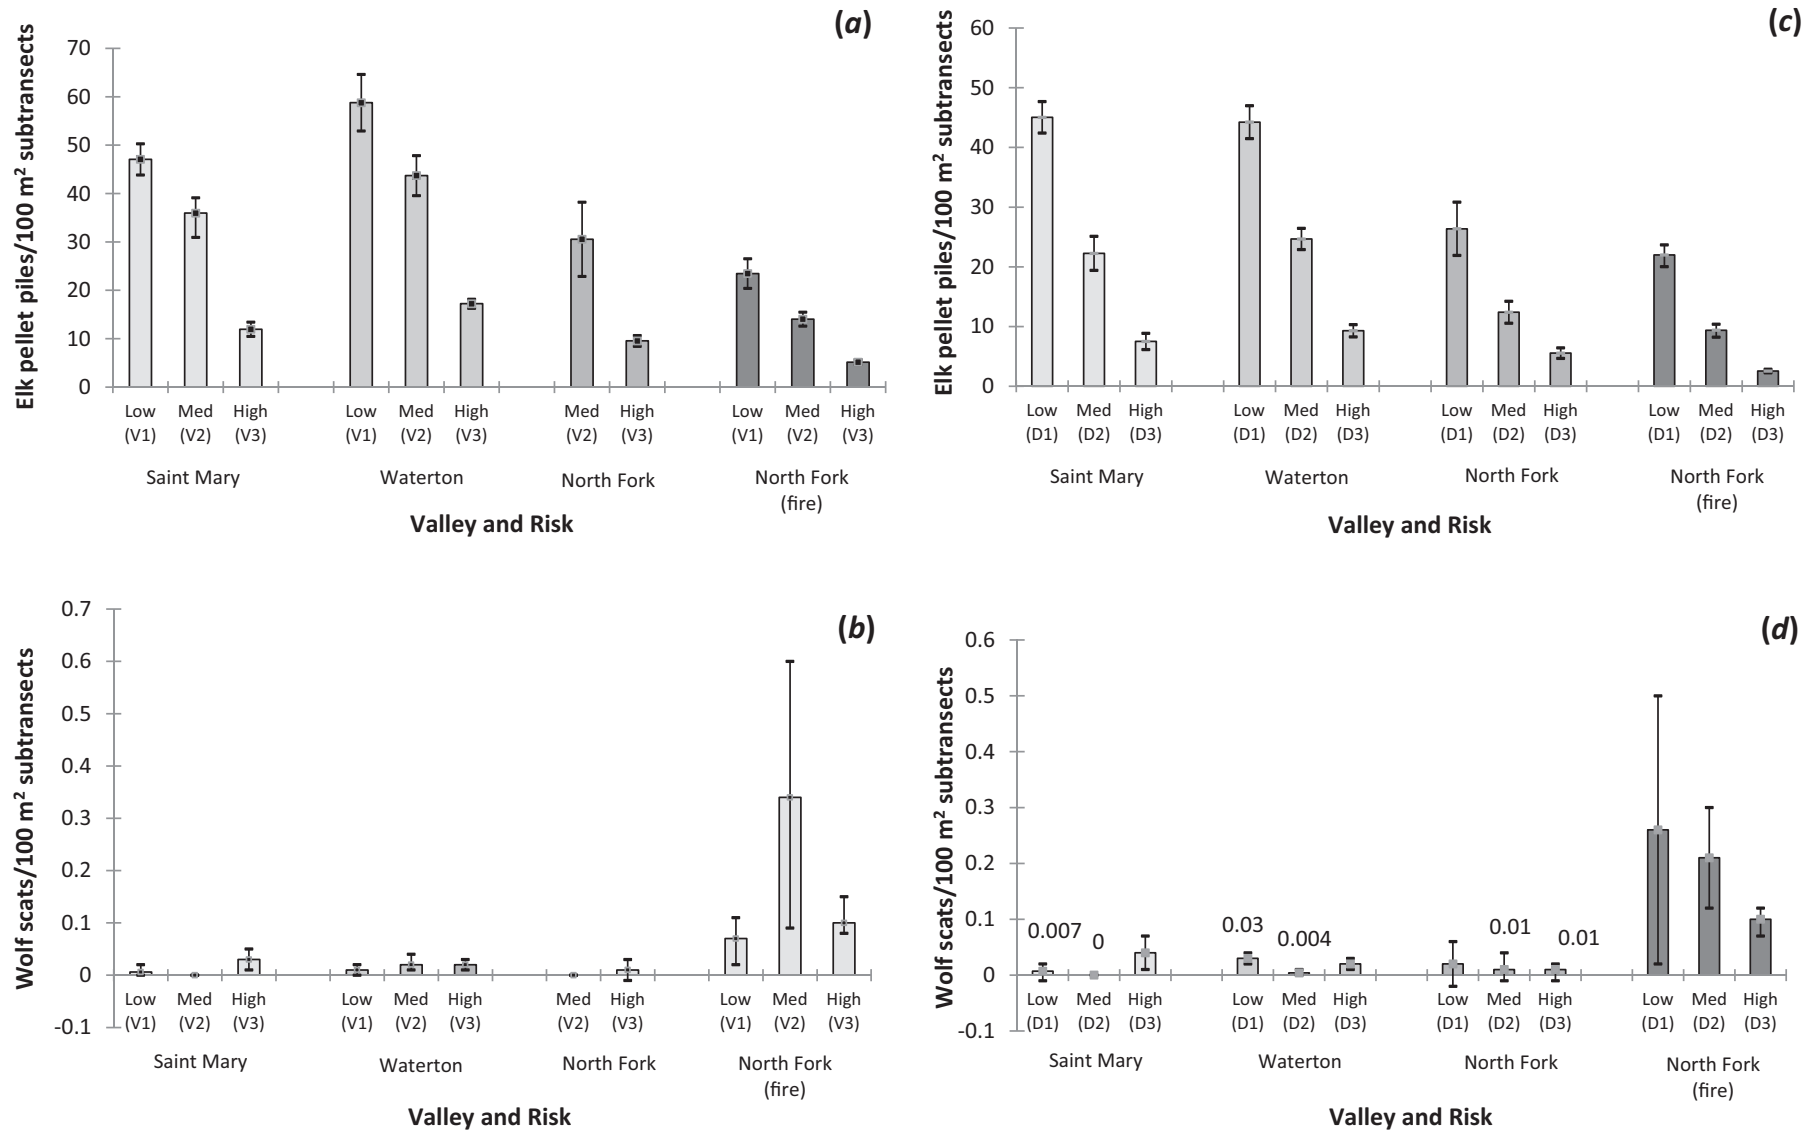 (a)
Elk pellet piles/100 m² subtransects
70
60
50
40
30
20
10
0
Low Med High Low Med High Med High Low Med High
(V1) (V2) (V3) (V1) (V2) (V3) (V2) (V3) (V1) (V2) (V3)
Saint Mary Waterton North Fork North Fork
(fire)
Valley and Risk
(c)
Elk pellet piles/100 m² subtransects
60
50
40
30
20
10
0
Low Med High Low Med High Low Med High Low Med High
(D1) (D2) (D3) (D1) (D2) (D3) (D1) (D2) (D3) (D1) (D2) (D3)
Saint Mary Waterton North Fork North Fork
(fire)
Valley and Risk
(b)
Wolf scats/100 m² subtransects
0.7
0.6
0.5
0.4
0.3
0.2
0.1
0
-0.1
Low Med High Low Med High Med High Low Med High
(V1) (V2) (V3) (V1) (V2) (V3) (V2) (V3) (V1) (V2) (V3)
Saint Mary Waterton North Fork North Fork
(fire)
Valley and Risk
(d)
Wolf scats/100 m² subtransects
0.6
0.5
0.4
0.3
0.2
0.1
0
-0.1
0.007 0 0.03 0.004 0.01 0.01
Low Med High Low Med High Low Med High Low Med High
(D1) (D2) (D3) (D1) (D2) (D3) (D1) (D2) (D3) (D1) (D2) (D3)
Saint Mary Waterton North Fork North Fork
(fire)
Valley and Risk